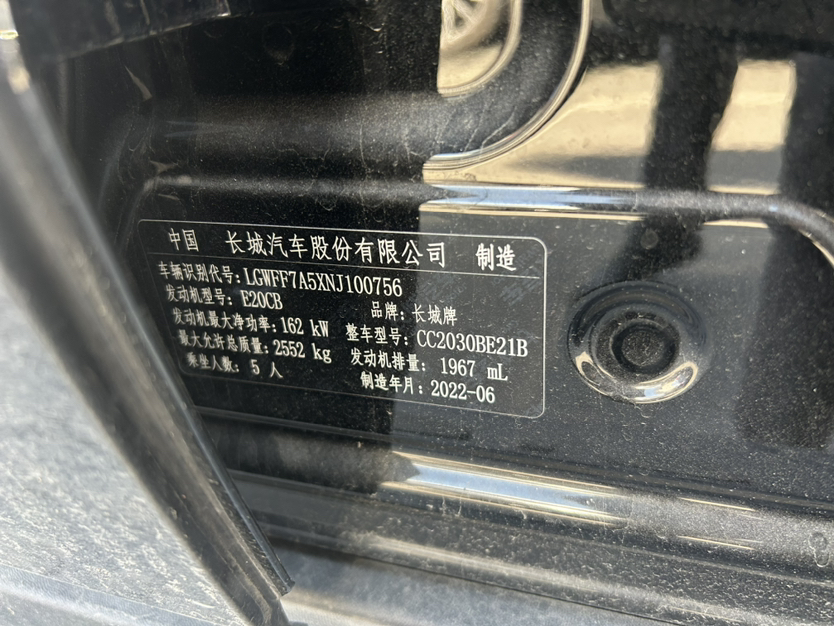 中国 长城汽车股份有限公司 制造
车辆识别代号:LGWFF7A5XNJ100756
发动机型号:E20CB 品牌:长城牌
发动机最大净功率:162 kW 整车型号:CC2030BE21B
最大允许总质量:2552 kg 发动机排量: 1967 mL
乘坐人数: 5 人 制造年月:2022-06